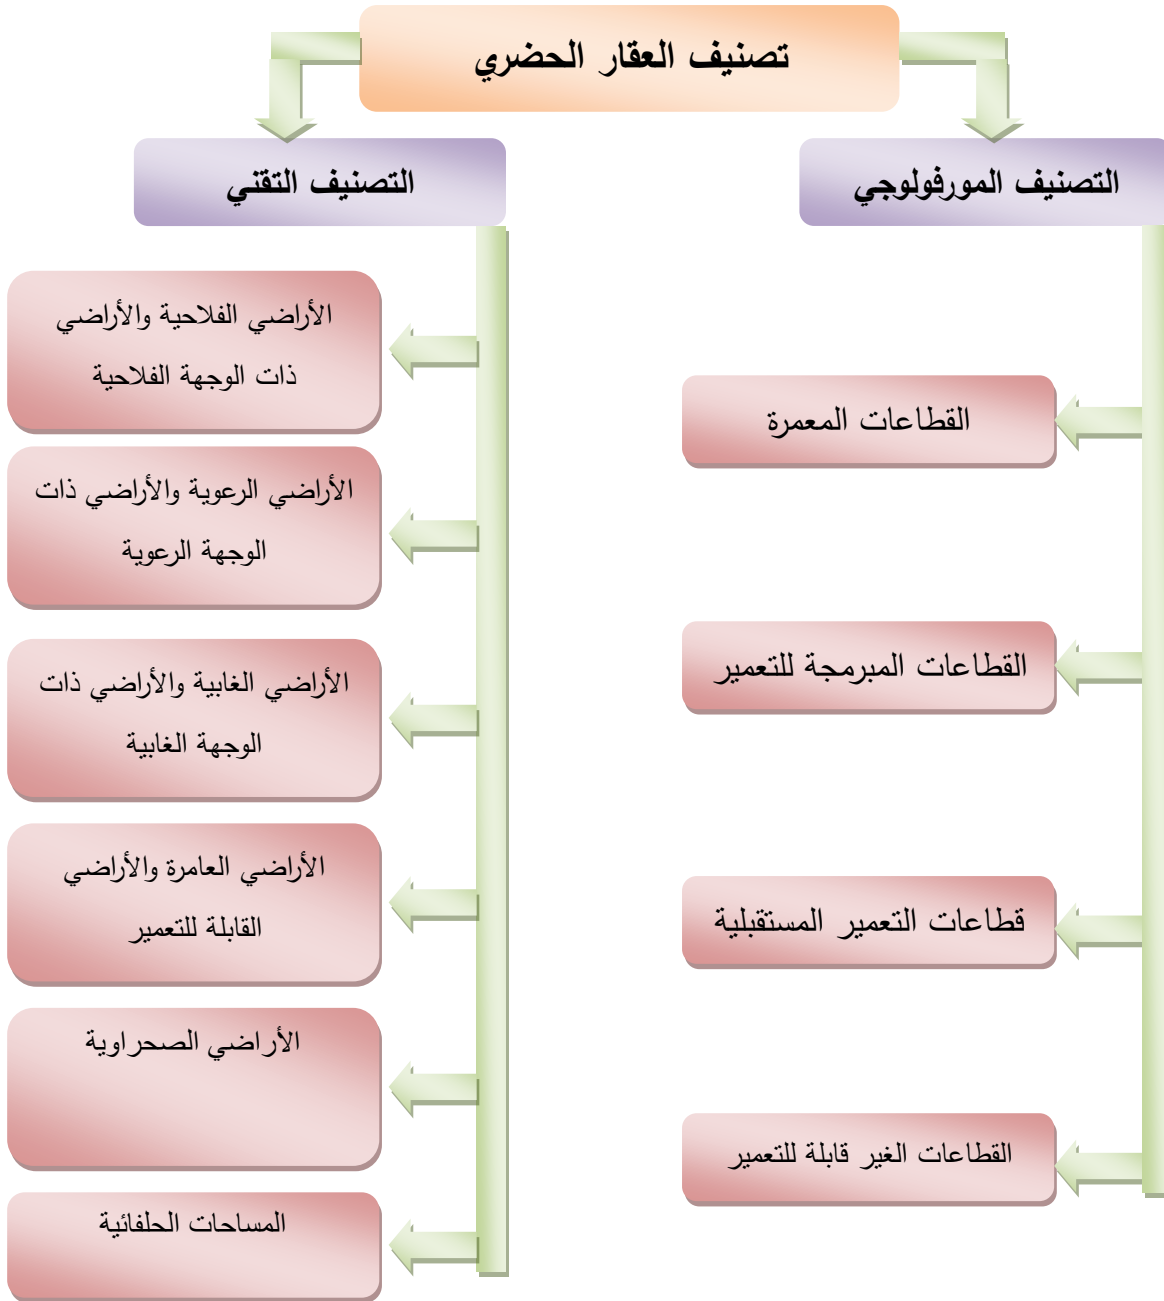 تصنيف العقار الحضري
التصنيف المورفولوجي
القطاعات المعمرة
القطاعات المبرمجة للتعمير
قطاعات التعمير المستقبلية
القطاعات الغير قابلة للتعمير
التصنيف التقني
الأراضي الفلاحية والأراضي
ذات الوجهة الفلاحية
الأراضي الرعوية والأراضي ذات
الوجهة الرعوية
الأراضي الغابية والأراضي ذات
الوجهة الغابية
الأراضي العامرة والأراضي
القابلة للتعمير
الأراضي الصحراوية
المساحات الحلفائية